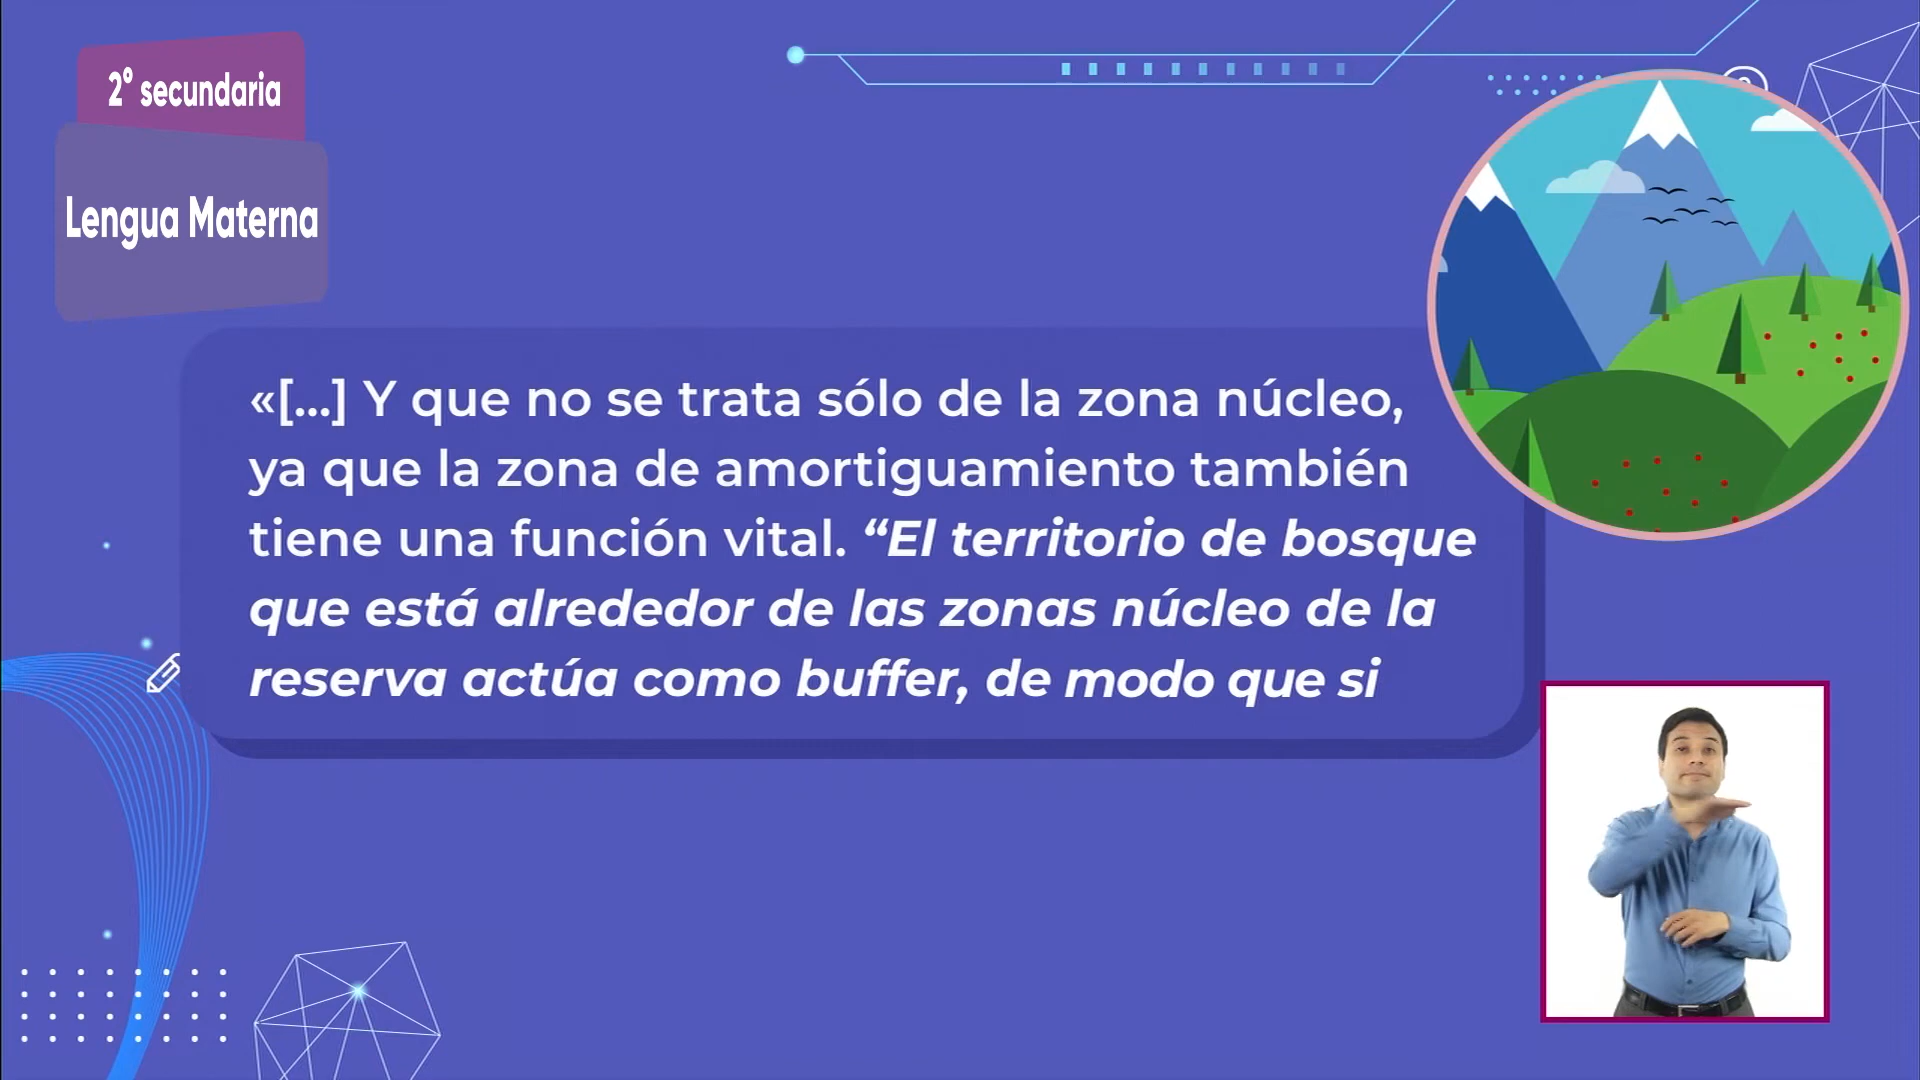 2° secundaria
Lengua Materna
«[...] Y que no se trata sólo de la zona núcleo,
ya que la zona de amortiguamiento también
tiene una función vital. “El territorio de bosque
que está alrededor de las zonas núcleo de la
reserva actúa como buffer, de modo que si